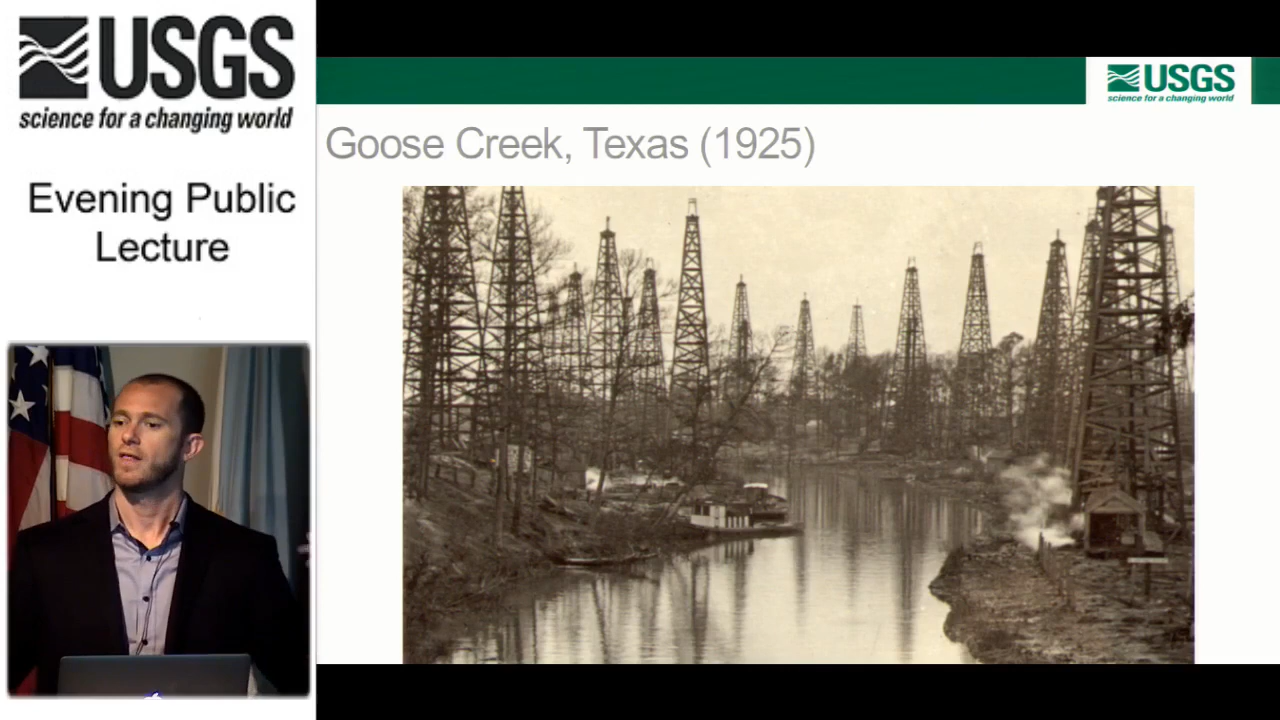 USGS
science for a changing world
Evening Public
Lecture
USGS
science for a changing world
Goose Creek, Texas (1925)